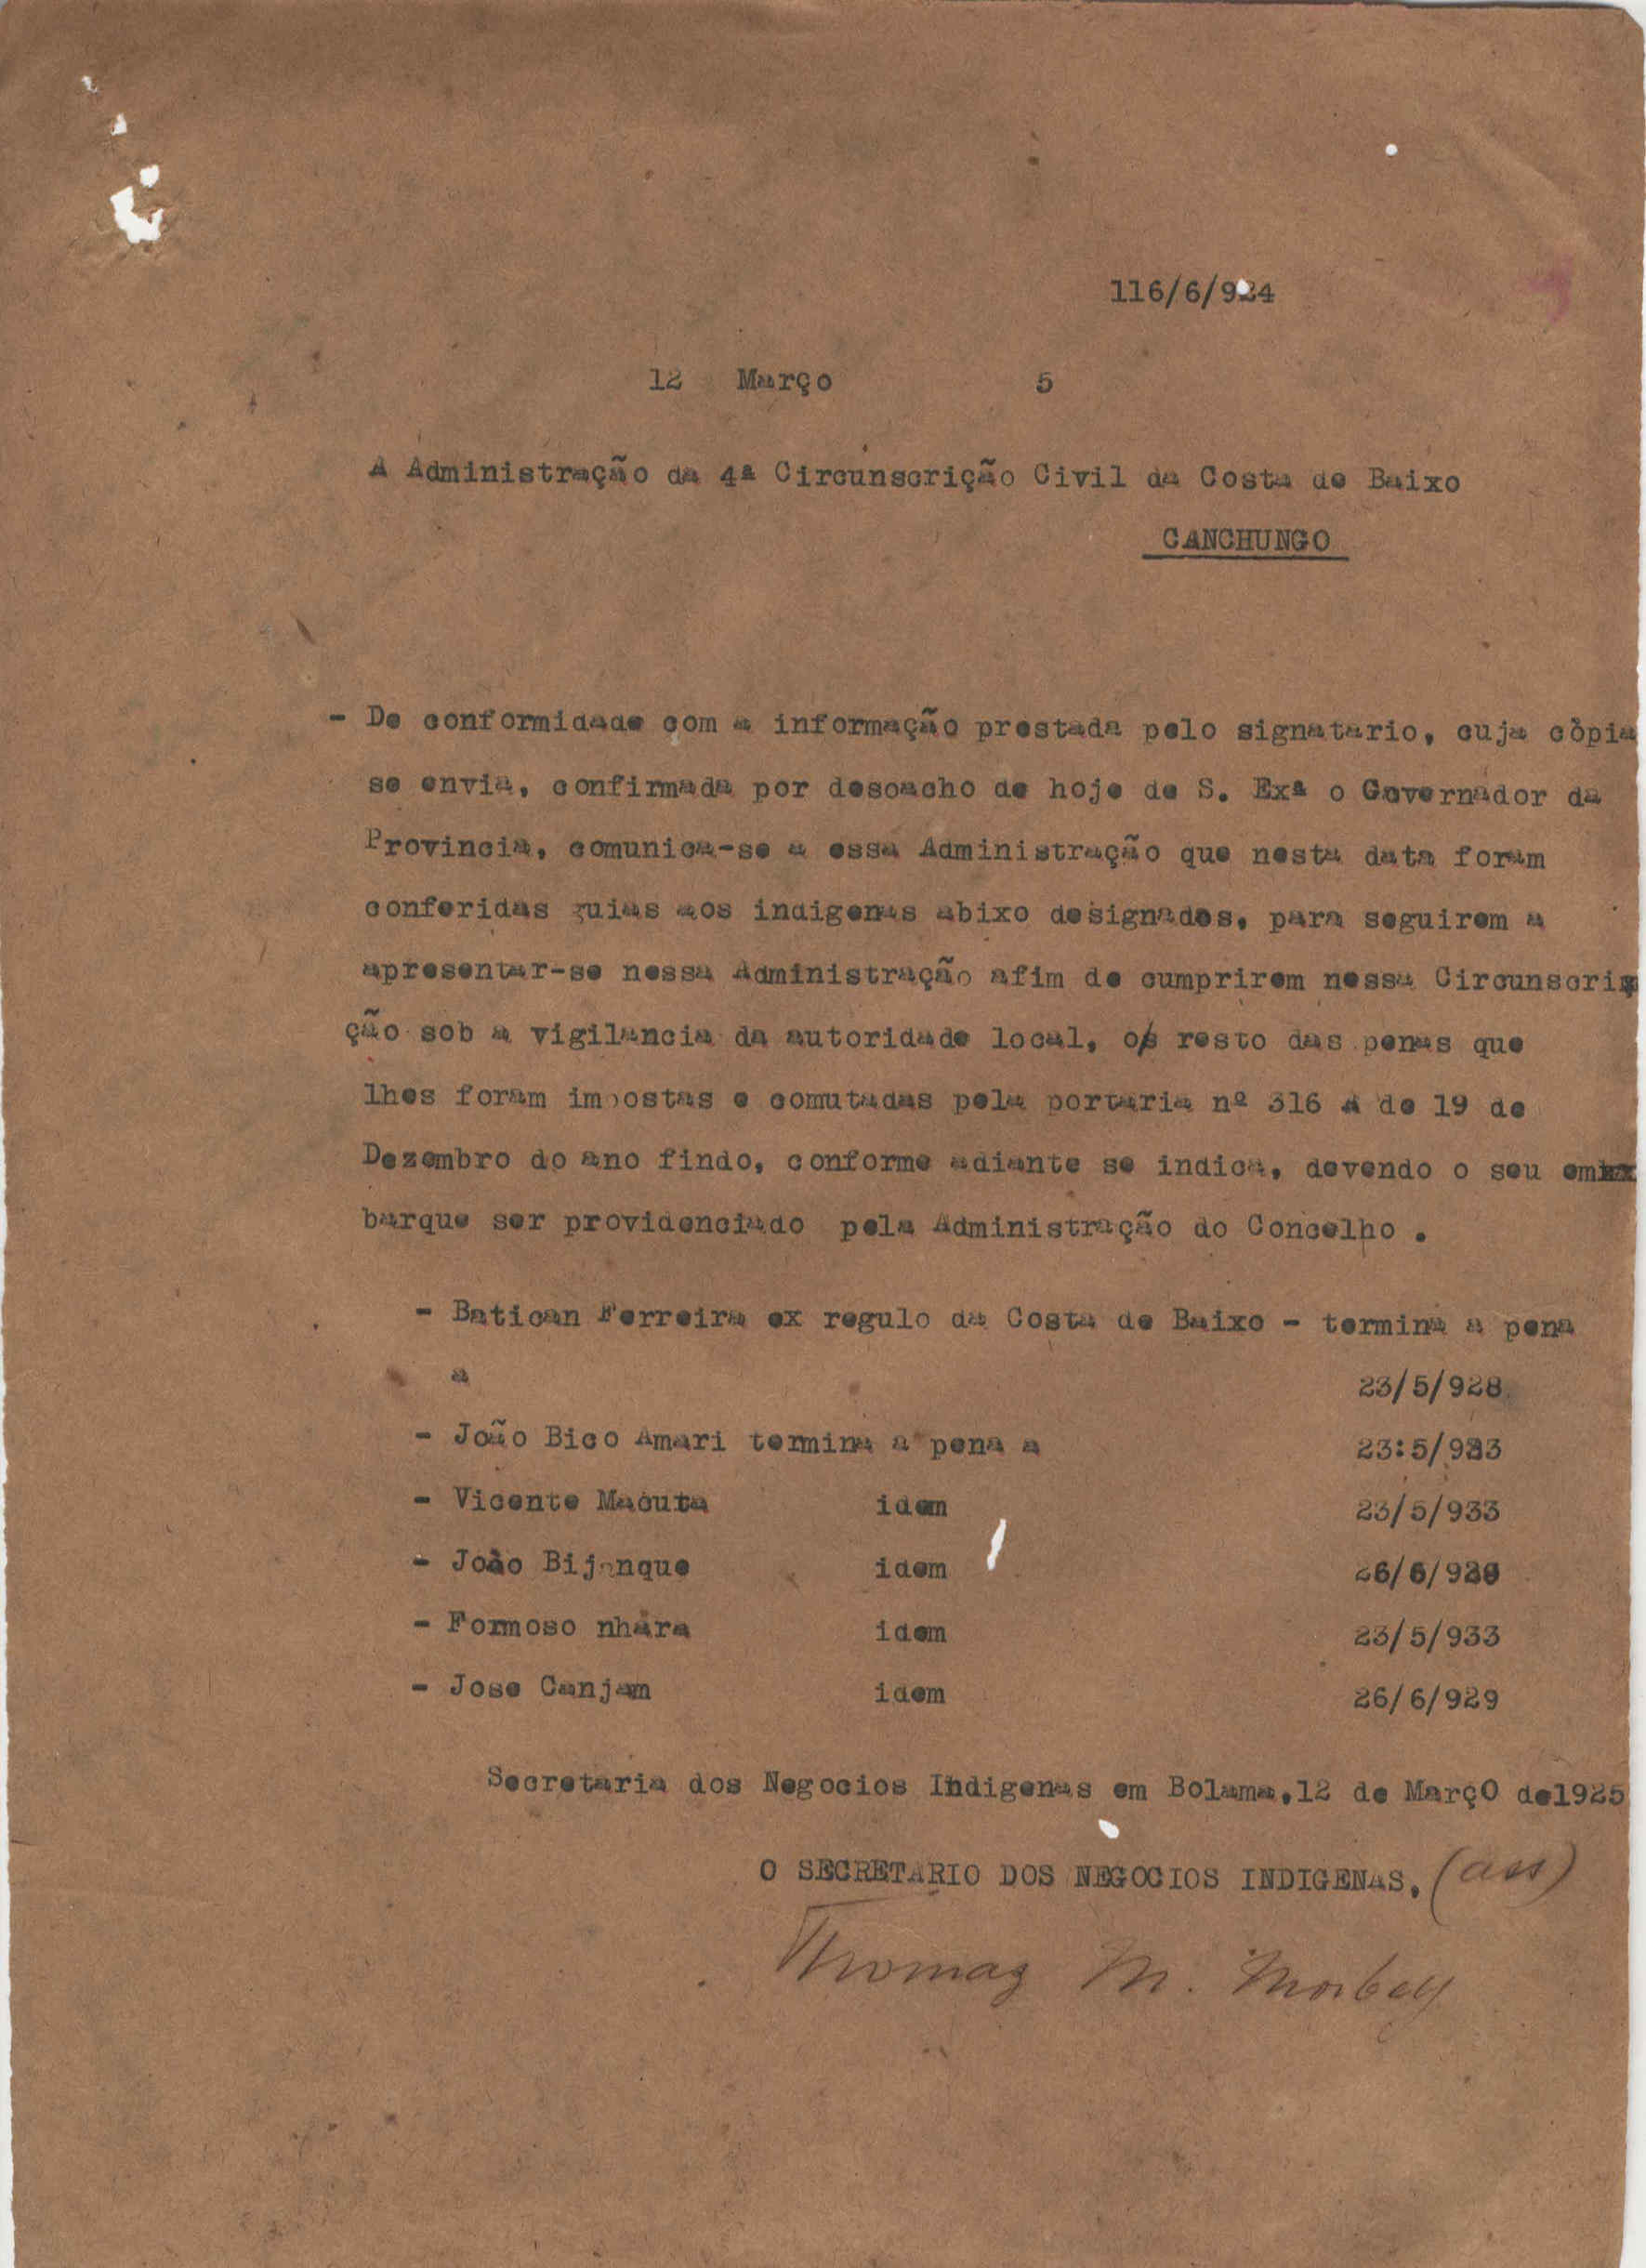 116/6/924
12 Março 5
A Administração da 4ª Circunscrição Civil da Costa de Baixo
CANCHUNGO
- De conformidade com a informação prestada pelo signatario, cuja còpia
se envia, confirmada por desoacho de hoje de S. Exª o Governador da
Provincia, comunica-se a essa Administração que nesta data foram
conferidas guias aos indigenas abixo designados, para seguirem a
apresentar-se nessa Administração afim de cumprirem nessa Circunscri
ção sob a vigilancia da autoridade local, o resto das penas que
lhes foram impostas e comutadas pela portaria nº 316 A de 19 de
Dezembro do ano findo, conforme adiante se indica, devendo o seu em
barque ser providenciado pela Administração do Concelho .
- Batican Ferreira ex regulo da Costa de Baixo - termina a pena
a 23/5/928
- João Bico Amari termina a pena a 23:5/933
- Vicente Macuta idem 23/5/933
- João Bijanque idem 26/6/929
- Formoso nhára idem 23/5/933
- Jose Canjam idem 26/6/929
Secretaria dos Negocios Indigenas em Bolama,12 de MarçO de1925
O SECRETARIO DOS NEGOCIOS INDIGENAS, (ass)
Thomaz M. Morbey